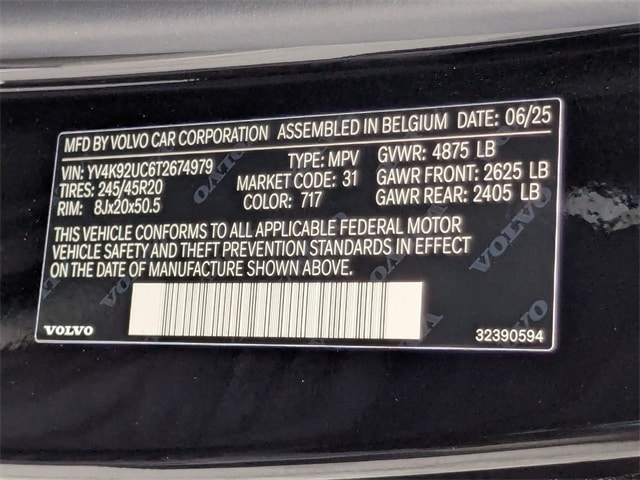 MFD BY VOLVO CAR CORPORATION ASSEMBLED IN BELGIUM DATE: 06/25
VIN: YV4K92UC6T2674979 TYPE: MPV GVWR: 4875 LB
TIRES: 245/45R20 MARKET CODE: 31 GAWR FRONT: 2625 LB
RIM: 8Jx20x50.5 COLOR: 717 GAWR REAR: 2405 LB
THIS VEHICLE CONFORMS TO ALL APPLICABLE FEDERAL MOTOR
VEHICLE SAFETY AND THEFT PREVENTION STANDARDS IN EFFECT
ON THE DATE OF MANUFACTURE SHOWN ABOVE.
VOLVO
VOLVO 32390594